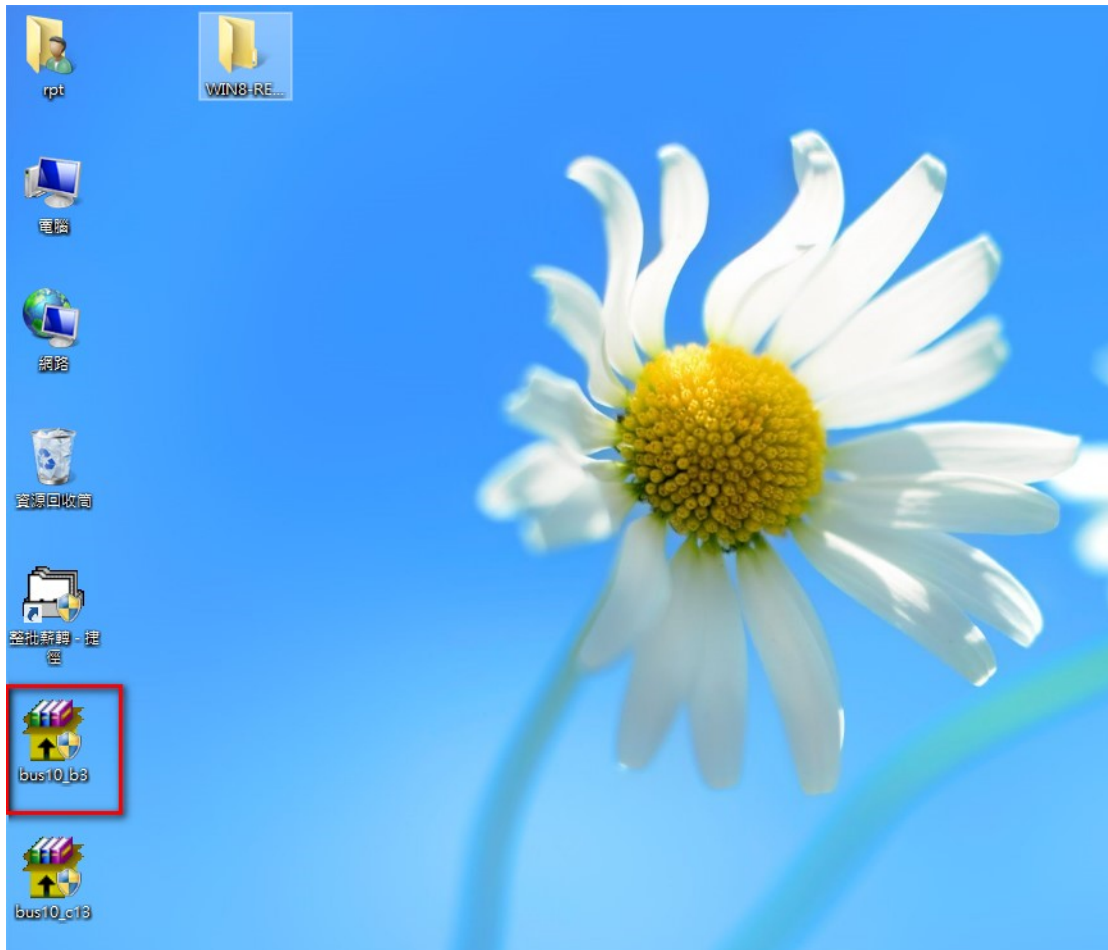 rpt
WIN8-RE...
電腦
網路
資源回收筒
整批薪轉 - 捷
徑
bus10_b3
bus10_c13